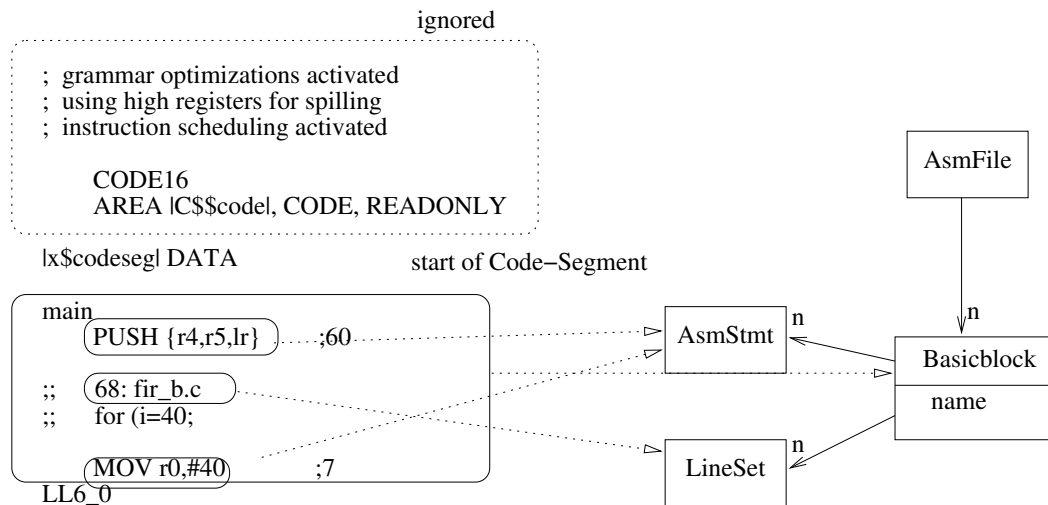 ignored
; grammar optimizations activated
; using high registers for spilling
; instruction scheduling activated
CODE16
AREA |C$$code|, CODE, READONLY
|x$codeseg| DATA
start of Code−Segment
main
PUSH {r4,r5,lr} ;60
;; 68: fir_b.c
;; for (i=40;
MOV r0,#40 ;7
LL6_0
AsmFile
n
AsmStmt
n
Basicblock
name
n
LineSet